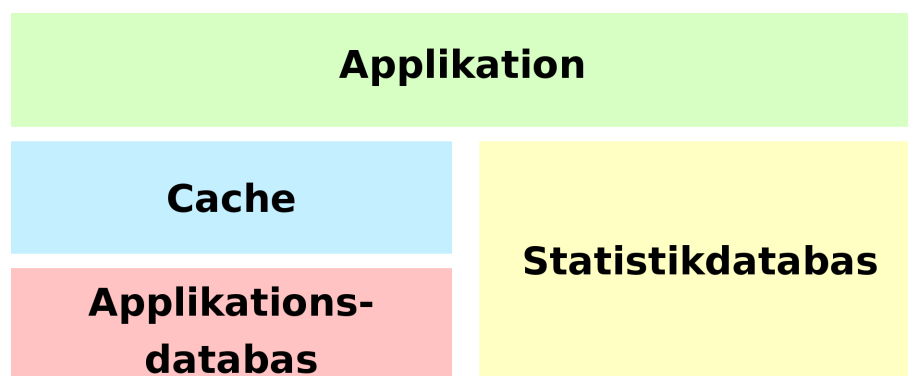 Applikation
Cache
Statistikdatabas
Applikations-
databas